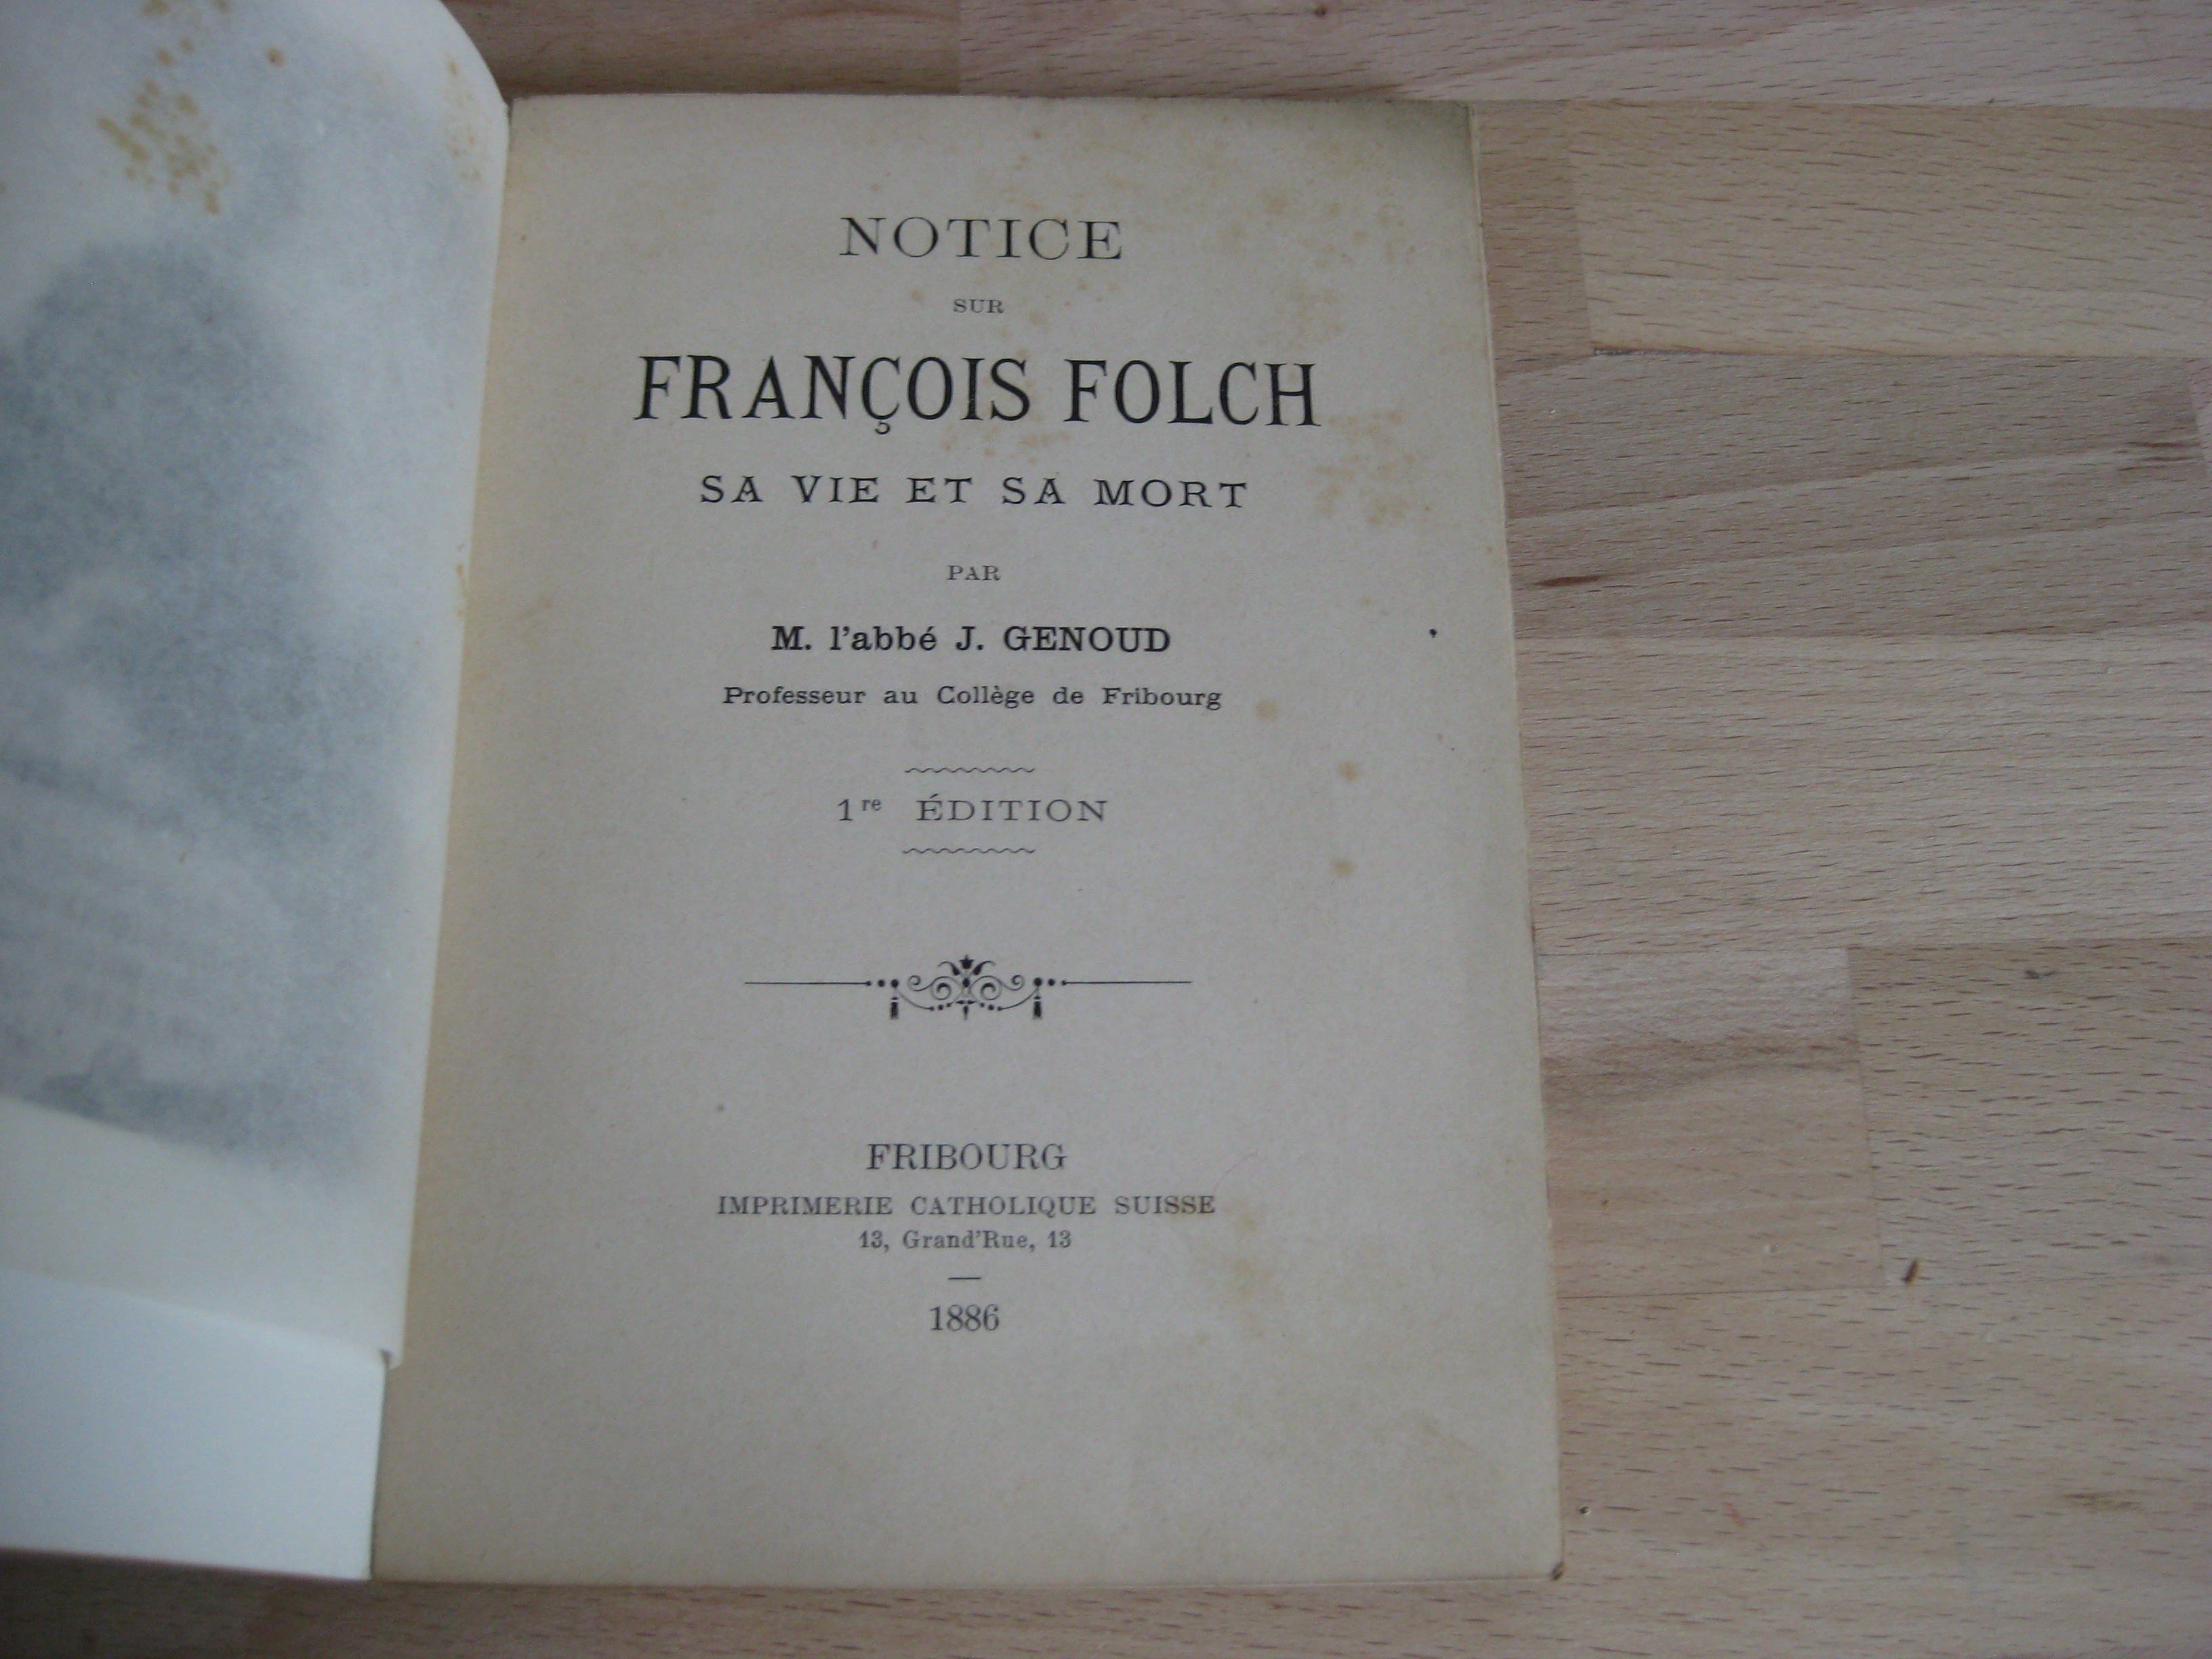 NOTICE
SUR
FRANÇOIS FOLCH
SA VIE ET SA MORT
PAR
M. l'abbé J. GENOUD
Professeur au Collège de Fribourg
1re ÉDITION
FRIBOURG
IMPRIMERIE CATHOLIQUE SUISSE
13, Grand'Rue, 13
1886